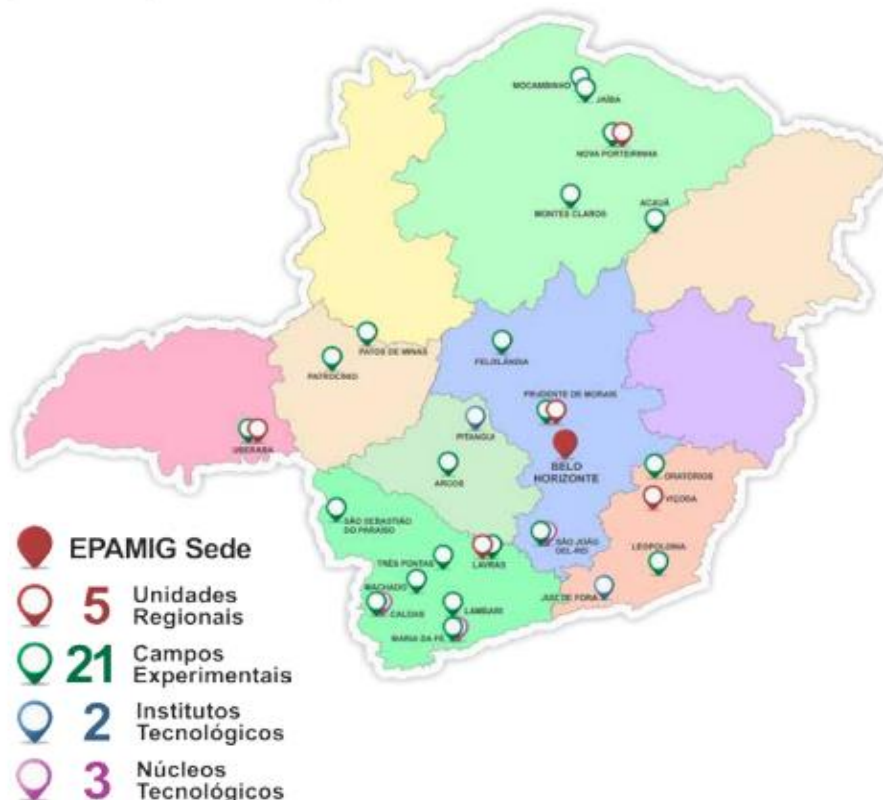 MOCAMBINHO
JAÍBA
NOVA PORTEIRINHA
MONTES CLAROS
ACAUÃ
PATOS DE MINAS
FELIXLÂNDIA
PATROCÍNIO
PRUDENTE DE MORAIS
PITANGUI
UBERABA
BELO
HORIZONTE
ARCOS
ORATÓRIOS
VIÇOSA
SÃO SEBASTIÃO
DO PARAÍSO
SÃO JOÃO
DEL-REI
LEOPOLDINA
TRÊS PONTAS
LAVRAS
MACHADO
JUIZ DE FORA
CALDAS
LAMBARI
MARIA DA FÉ
EPAMIG Sede
5 Unidades
Regionais
21 Campos
Experimentais
2 Institutos
Tecnológicos
3 Núcleos
Tecnológicos